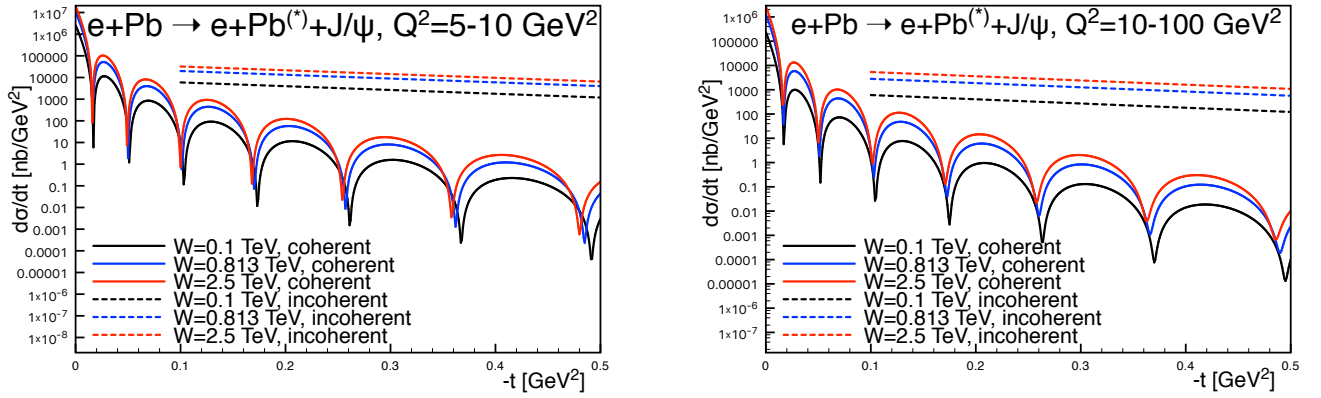 e+Pb → e+Pb(*)+J/ψ, Q²=5-10 GeV²
dσ/dt [nb/GeV²]
1×10⁷
1×10⁶
100000
10000
1000
100
10
1
0.1
0.01
0.001
0.0001
0.00001
1×10⁻⁶
1×10⁻⁷
1×10⁻⁸
W=0.1 TeV, coherent
W=0.813 TeV, coherent
W=2.5 TeV, coherent
W=0.1 TeV, incoherent
W=0.813 TeV, incoherent
W=2.5 TeV, incoherent
0 0.1 0.2 0.3 0.4 0.5
-t [GeV²]
e+Pb → e+Pb(*)+J/ψ, Q²=10-100 GeV²
dσ/dt [nb/GeV²]
1×10⁶
100000
10000
1000
100
10
1
0.1
0.01
0.001
0.0001
0.00001
1×10⁻⁶
1×10⁻⁷
W=0.1 TeV, coherent
W=0.813 TeV, coherent
W=2.5 TeV, coherent
W=0.1 TeV, incoherent
W=0.813 TeV, incoherent
W=2.5 TeV, incoherent
0 0.1 0.2 0.3 0.4 0.5
-t [GeV²]